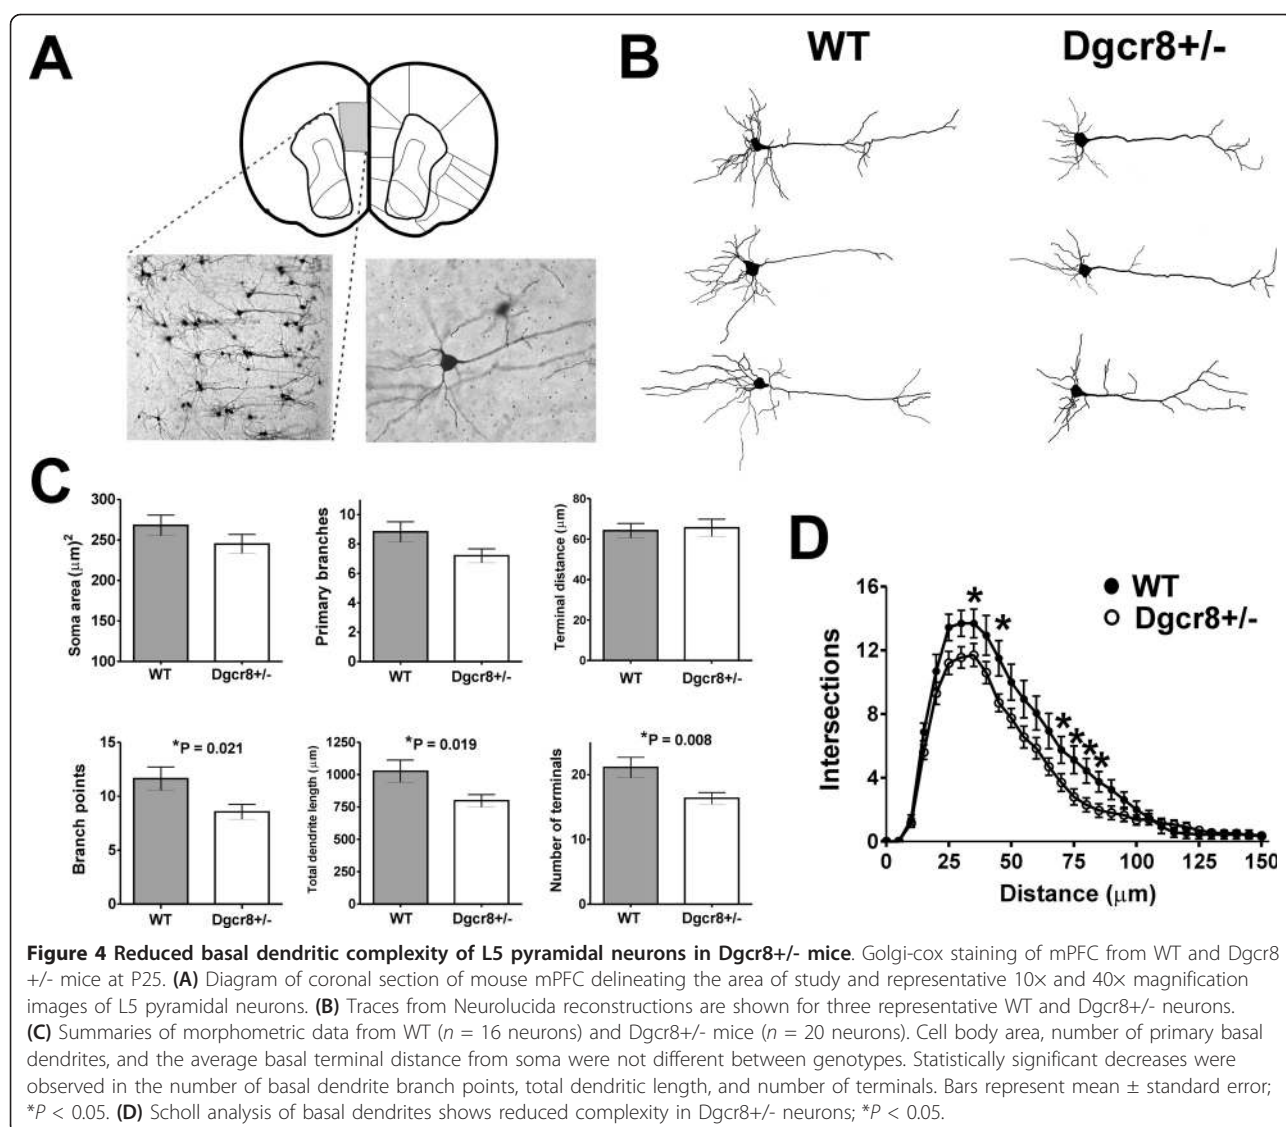 A
B
WT
Dgcr8+/-
C
Soma area (μm)²
300
250
200
150
100
WT
Dgcr8+/-
Primary branches
10
8
6
4
2
0
WT
Dgcr8+/-
Terminal distance (μm)
80
60
40
20
0
WT
Dgcr8+/-
Branch points
15
10
5
0
*P = 0.021
WT
Dgcr8+/-
Total dendrite length (μm)
1250
1000
750
500
250
0
*P = 0.019
WT
Dgcr8+/-
Number of terminals
20
10
0
*P = 0.008
WT
Dgcr8+/-
D
Intersections
16
12
8
4
0
* * * * * *
WT
Dgcr8+/-
0 25 50 75 100 125 150
Distance (μm)
Figure 4 Reduced basal dendritic complexity of L5 pyramidal neurons in Dgcr8+/- mice. Golgi-cox staining of mPFC from WT and Dgcr8
+/- mice at P25. (A) Diagram of coronal section of mouse mPFC delineating the area of study and representative 10× and 40× magnification
images of L5 pyramidal neurons. (B) Traces from Neurolucida reconstructions are shown for three representative WT and Dgcr8+/- neurons.
(C) Summaries of morphometric data from WT (n = 16 neurons) and Dgcr8+/- mice (n = 20 neurons). Cell body area, number of primary basal
dendrites, and the average basal terminal distance from soma were not different between genotypes. Statistically significant decreases were
observed in the number of basal dendrite branch points, total dendritic length, and number of terminals. Bars represent mean ± standard error;
*P < 0.05. (D) Scholl analysis of basal dendrites shows reduced complexity in Dgcr8+/- neurons; *P < 0.05.